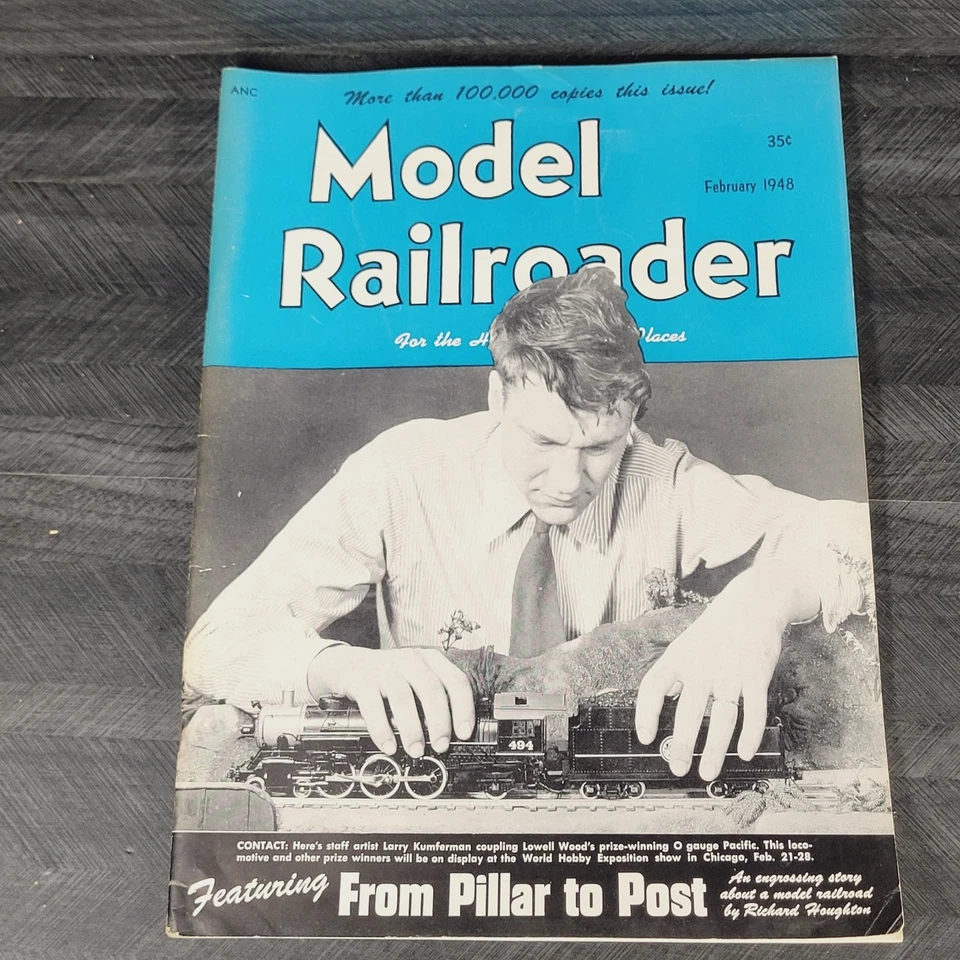 ANC
More than 100,000 copies this issue!
Model
35¢
February 1948
Railroader
For the H
Places
494
CONTACT: Here's staff artist Larry Kumferman coupling Lowell Wood's prize-winning O gauge Pacific. This loco-
motive and other prize winners will be on display at the World Hobby Exposition show in Chicago, Feb. 21-28.
Featuring From Pillar to Post
An engrossing story
about a model railroad
by Richard Houghton